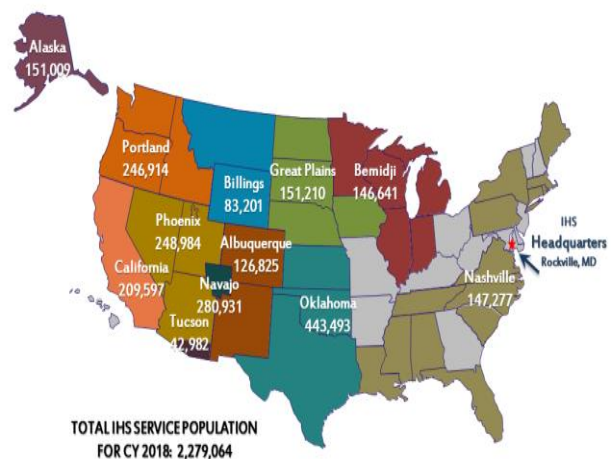 Alaska
151,009
Portland
246,914
Billings
83,201
Great Plains
151,210
Bemidji
146,641
IHS
Headquarters
Rockville, MD
Phoenix
248,984
Albuquerque
126,825
California
209,597
Navajo
280,931
Nashville
147,277
Oklahoma
443,493
Tucson
42,982
TOTAL IHS SERVICE POPULATION
FOR CY 2018: 2,279,064